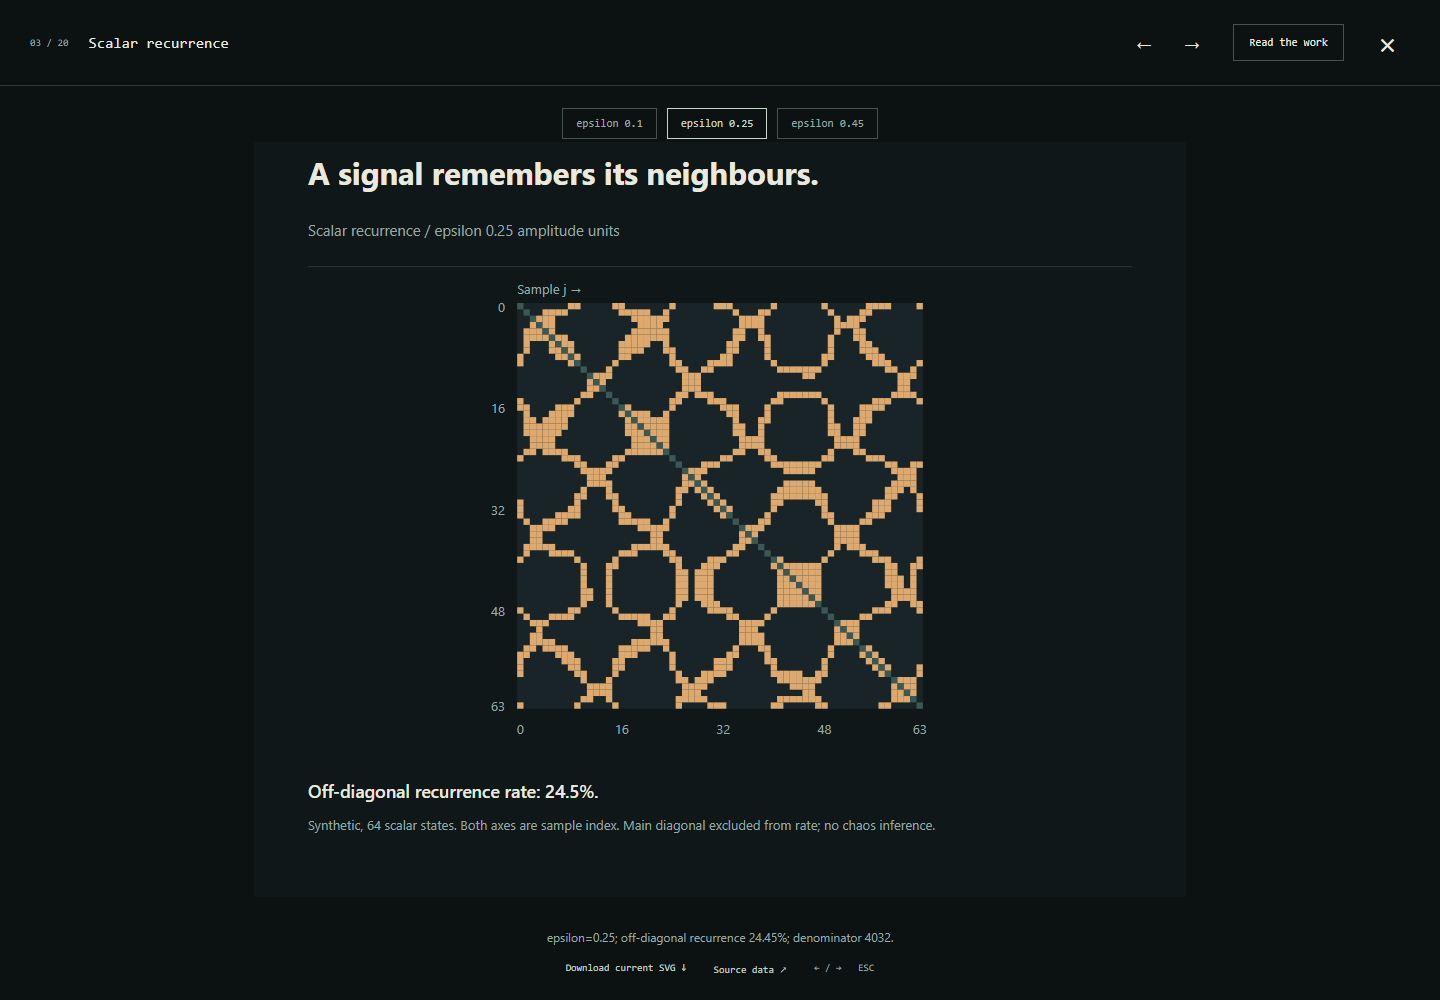 03 / 20 Scalar recurrence ← → Read the work ✕
epsilon 0.1 epsilon 0.25 epsilon 0.45
A signal remembers its neighbours.
Scalar recurrence / epsilon 0.25 amplitude units
Sample j →
0
16
32
48
63
0 16 32 48 63
Off-diagonal recurrence rate: 24.5%.
Synthetic, 64 scalar states. Both axes are sample index. Main diagonal excluded from rate; no chaos inference.
epsilon=0.25; off-diagonal recurrence 24.45%; denominator 4032.
Download current SVG ↓ Source data ↗ ← / → ESC